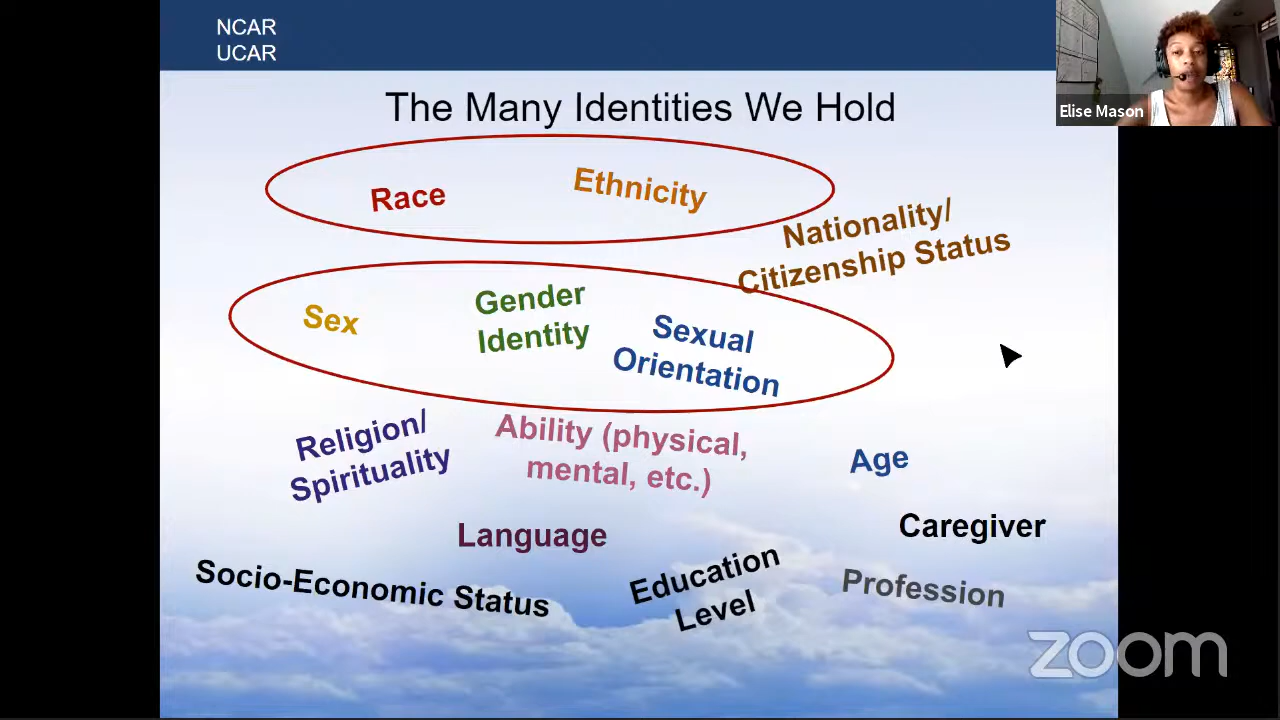 NCAR
UCAR
Elise Mason
The Many Identities We Hold
Race
Ethnicity
Nationality/
Citizenship Status
Sex
Gender
Identity
Sexual
Orientation
Religion/
Spirituality
Ability (physical,
mental, etc.)
Age
Language
Caregiver
Socio-Economic Status
Education
Level
Profession
zoom